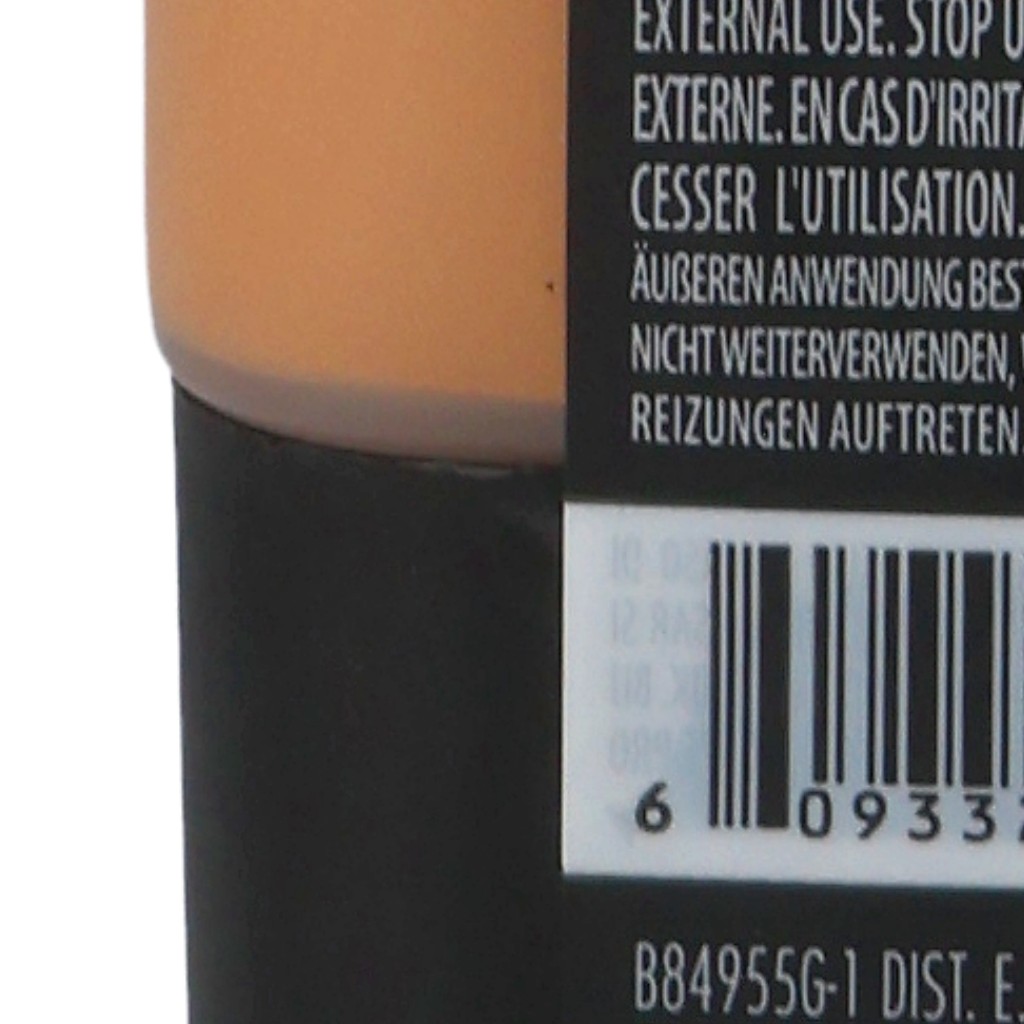 EXTERNAL USE. STOP U
EXTERNE. EN CAS D'IRRITA
CESSER L'UTILISATION.
ÄUßEREN ANWENDUNG BEST
NICHT WEITERVERWENDEN,
REIZUNGEN AUFTRETEN.
6 09332
B84955G-1 DIST. E.